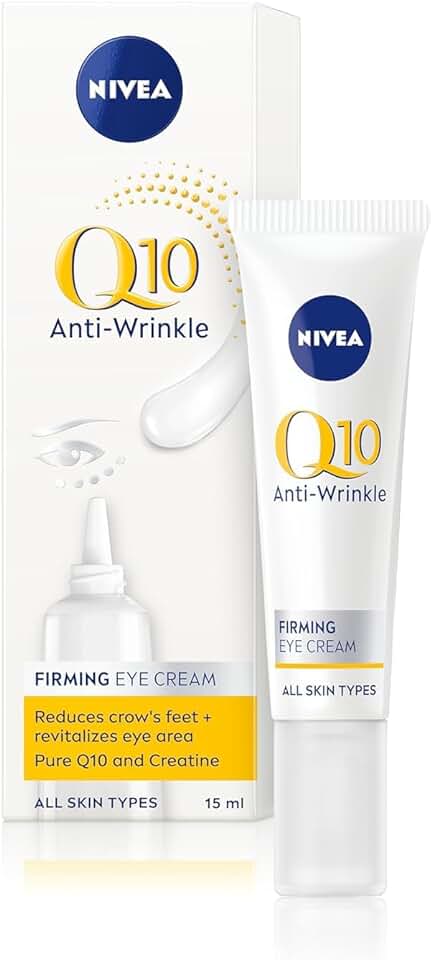 NIVEA
Q10
Anti-Wrinkle
FIRMING EYE CREAM
Reduces crow's feet +
revitalizes eye area
Pure Q10 and Creatine
ALL SKIN TYPES 15 ml
NIVEA
Q10
Anti-Wrinkle
FIRMING
EYE CREAM
ALL SKIN TYPES